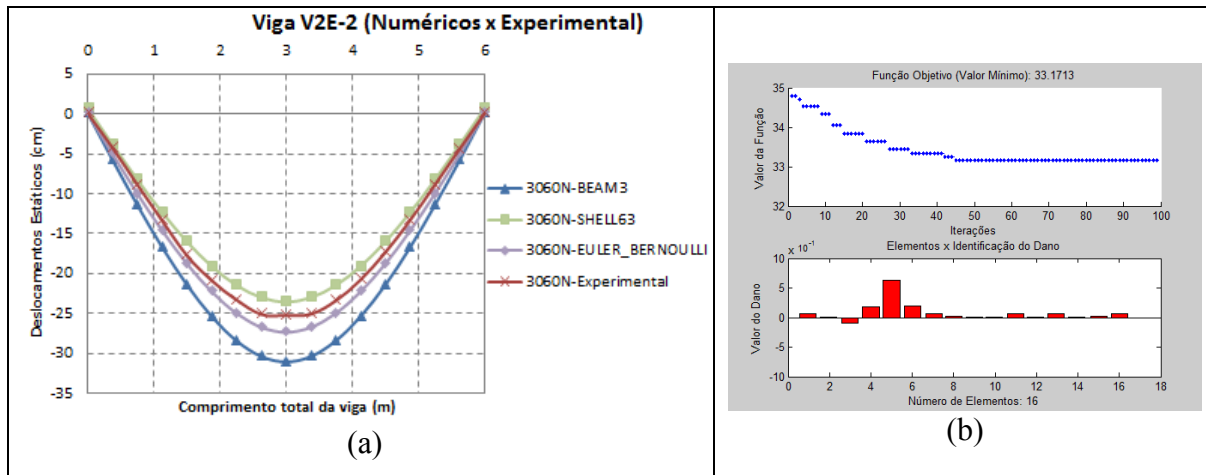 Viga V2E-2 (Numéricos x Experimental)
0 1 2 3 4 5 6
5
0
-5
-10
-15
-20
-25
-30
-35
Deslocamentos Estáticos (cm)
Comprimento total da viga (m)
3060N-BEAM3
3060N-SHELL63
3060N-EULER_BERNOULLI
3060N-Experimental
(a)
Função Objetivo (Valor Mínimo): 33.1713
35
34
33
32
Valor da Função
0 10 20 30 40 50 60 70 80 90 100
Iterações
Elementos x Identificação do Dano
x 10⁻¹
10
5
0
-5
-10
Valor do Dano
0 2 4 6 8 10 12 14 16 18
Número de Elementos: 16
(b)